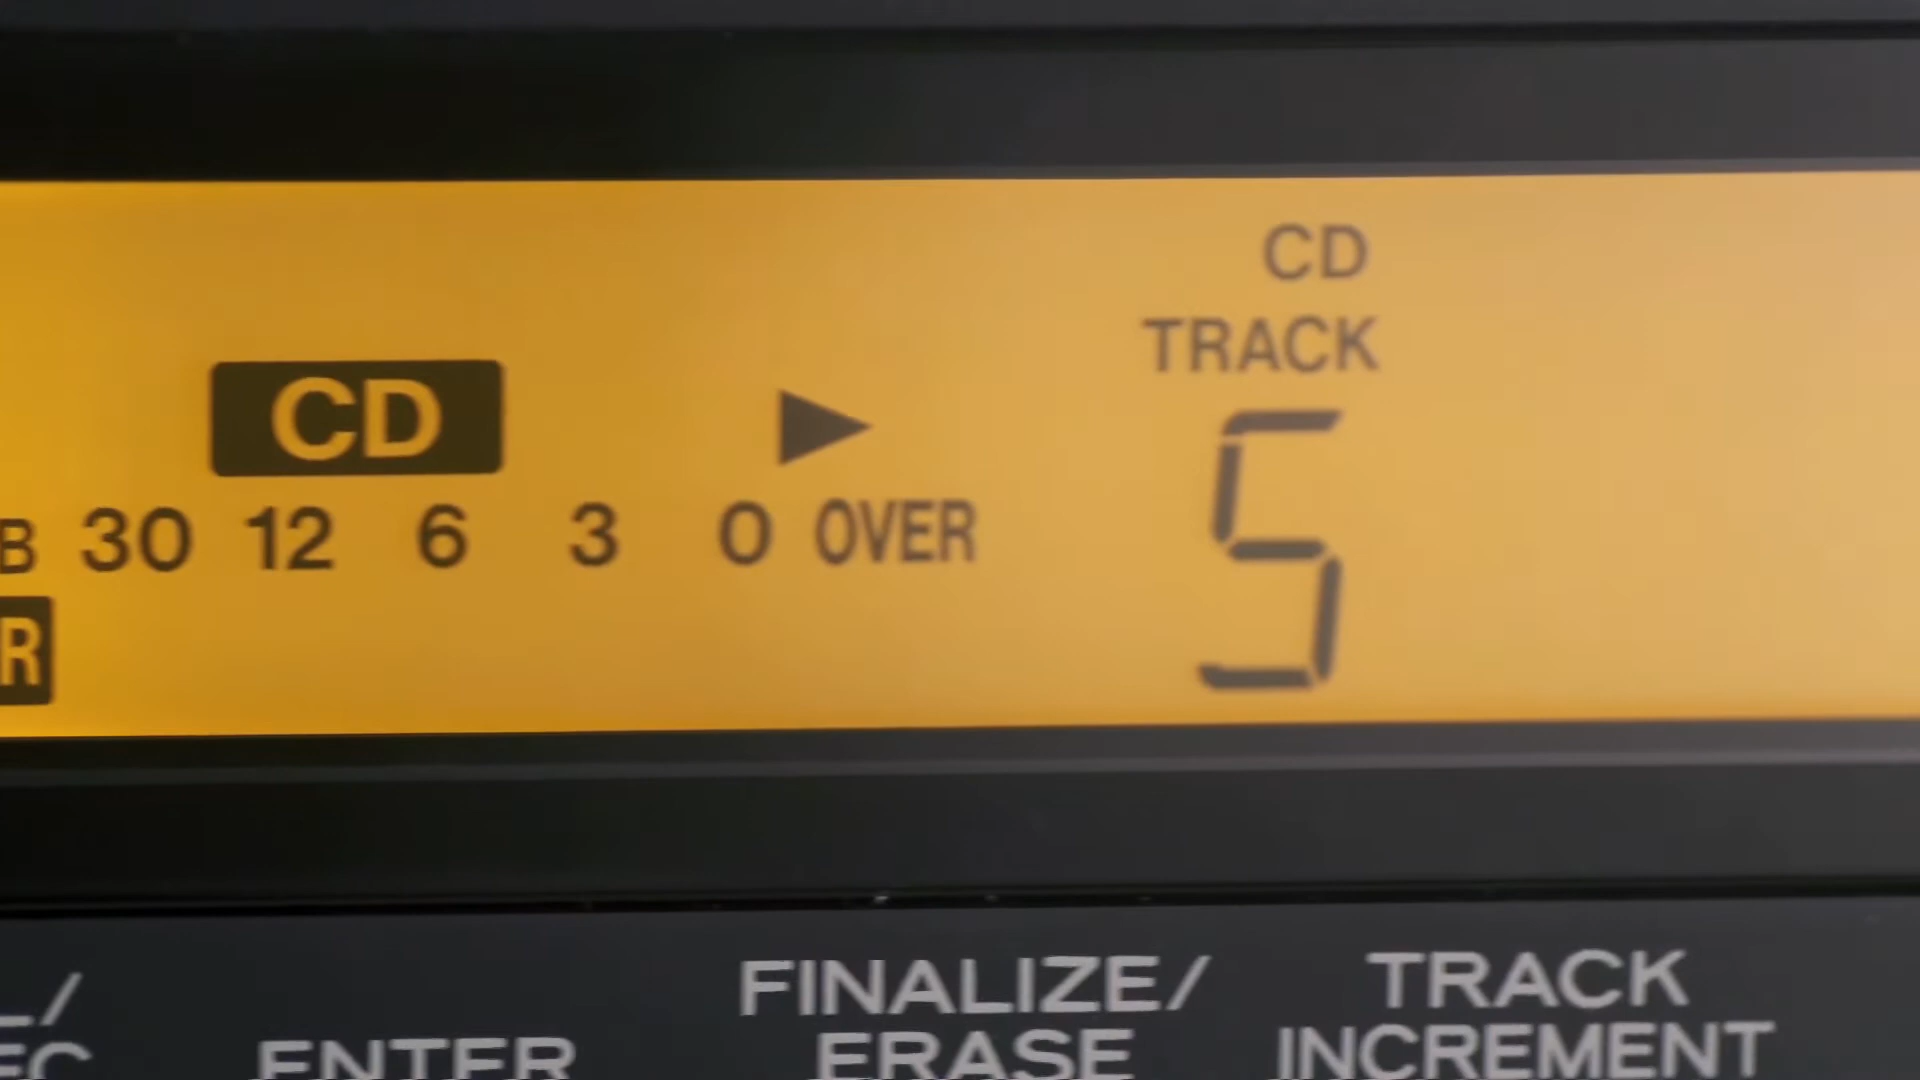 CD
TRACK
CD ▶ 5
B 30 12 6 3 0 OVER
R
FINALIZE/ TRACK
ENTER ERASE INCREMENT